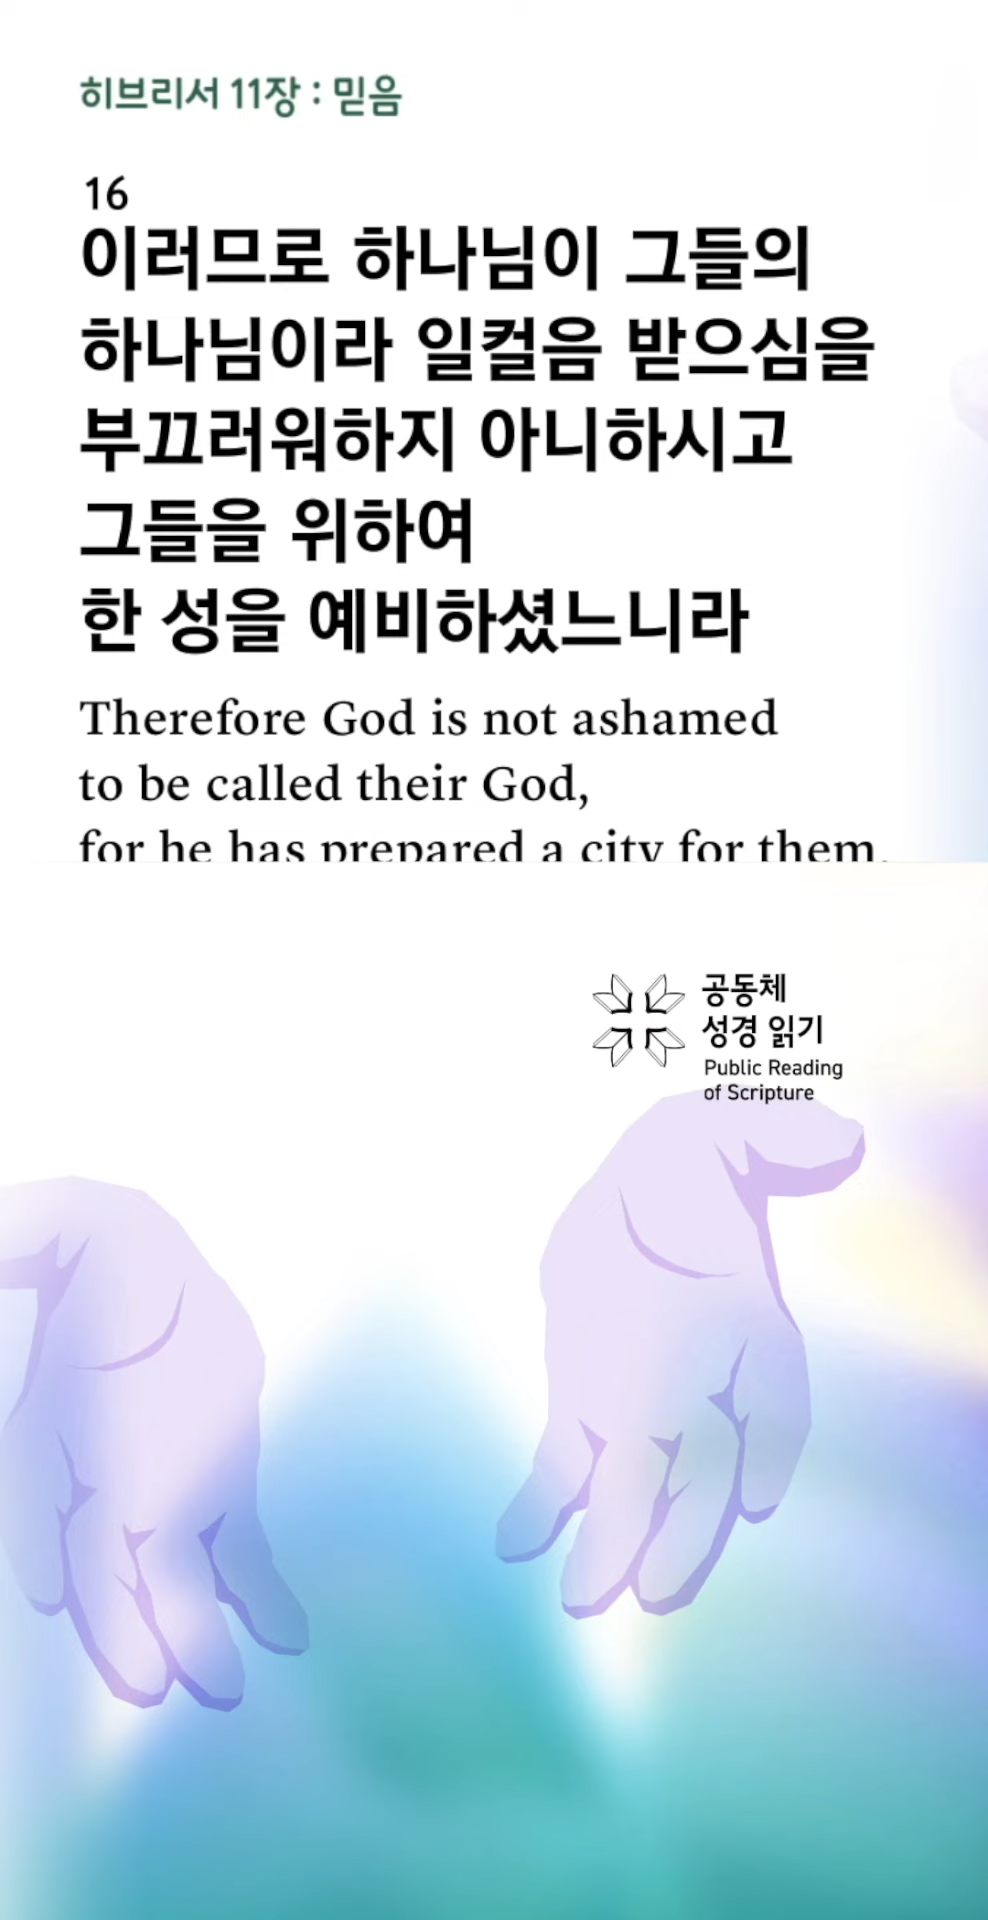 히브리서 11장 : 믿음
16
이러므로 하나님이 그들의
하나님이라 일컬음 받으심을
부끄러워하지 아니하시고
그들을 위하여
한 성을 예비하셨느니라
Therefore God is not ashamed
to be called their God,
for he has prepared a city for them.
공동체
성경 읽기
Public Reading
of Scripture